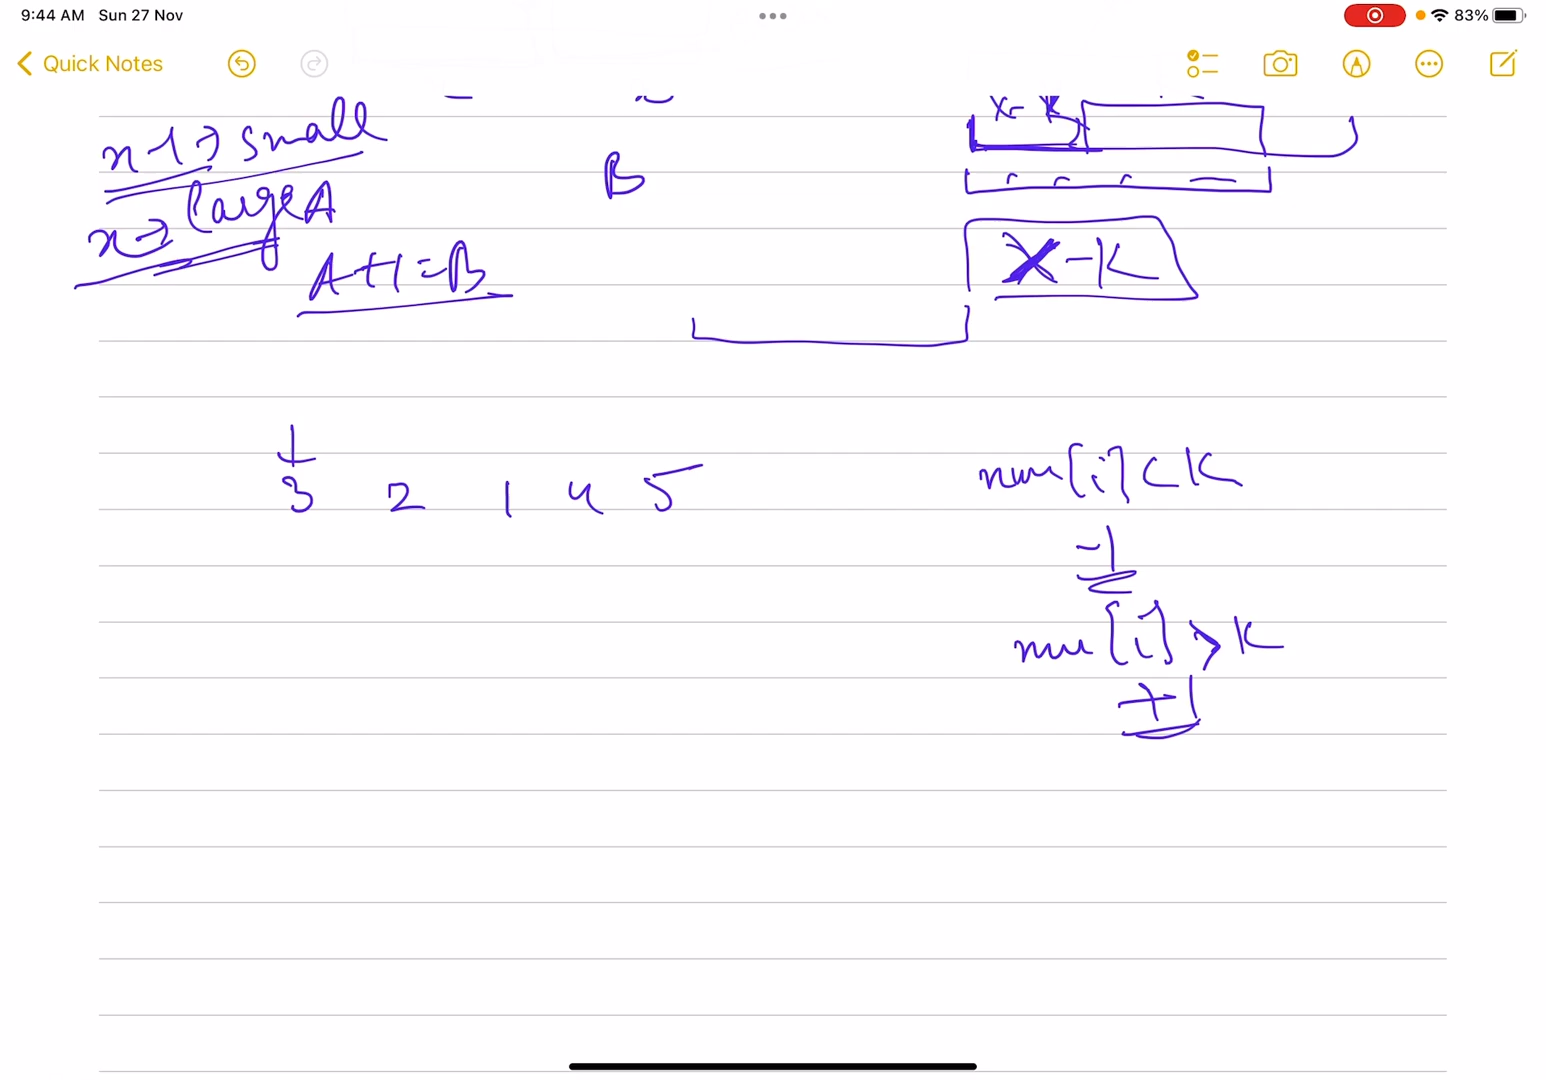 9:44 AM Sun 27 Nov
83%
Quick Notes
x - k
n-1 → small
B
n → large A
A+1=B
x-k
3 2 1 4 5
num[i] < k
-1
num[i] > k
+1